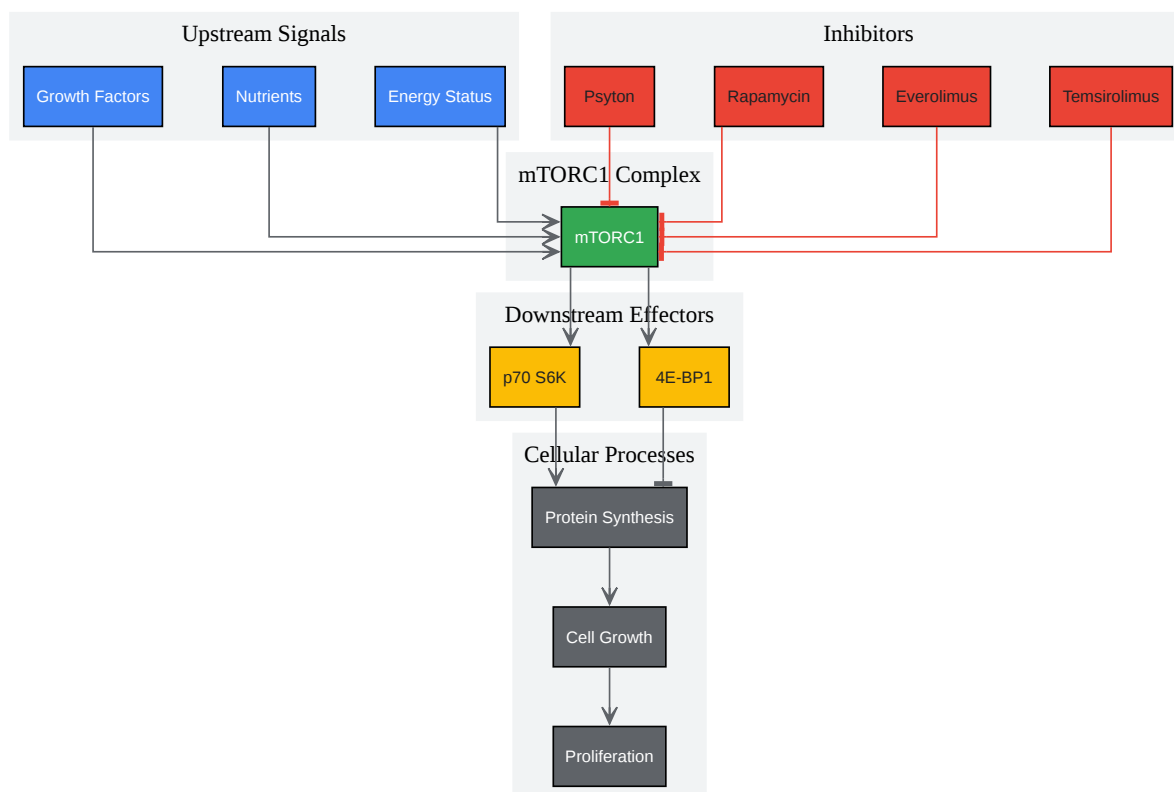 Upstream Signals
Inhibitors
Growth Factors
Nutrients
Energy Status
Psyton
Rapamycin
Everolimus
Temsirolimus
mTORC1 Complex
mTORC1
Downstream Effectors
p70 S6K
4E-BP1
Cellular Processes
Protein Synthesis
Cell Growth
Proliferation